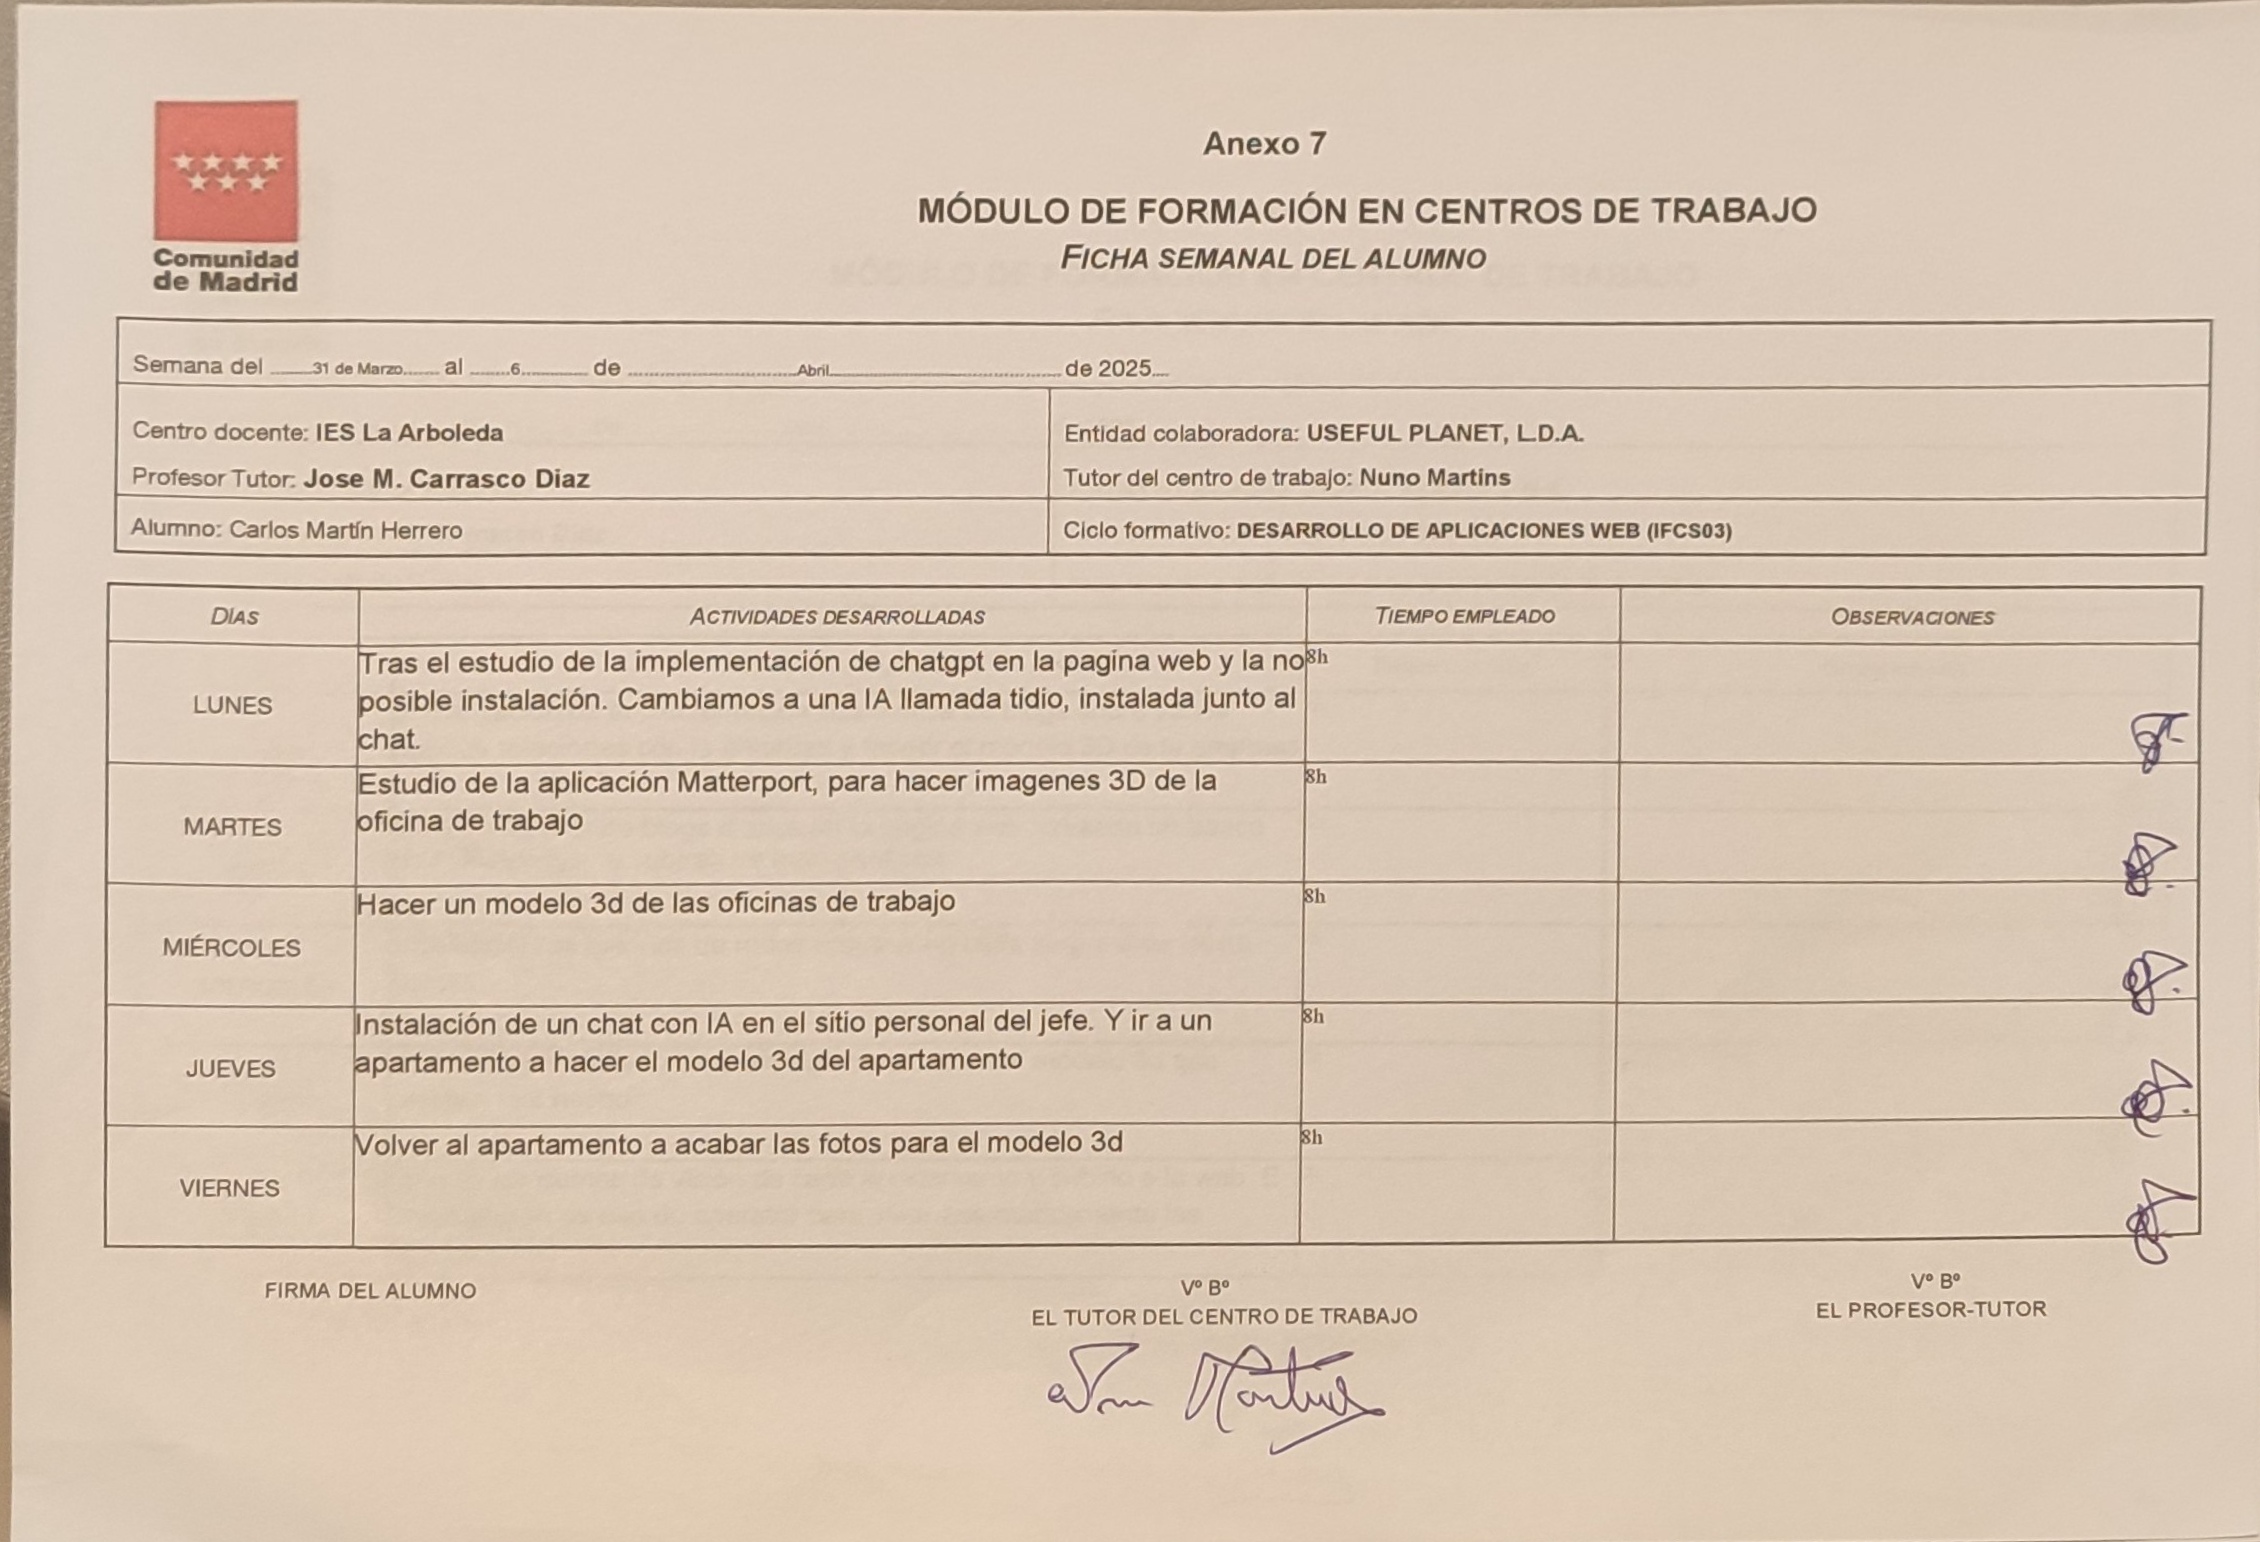 Comunidad
de Madrid
Anexo 7
MÓDULO DE FORMACIÓN EN CENTROS DE TRABAJO
FICHA SEMANAL DEL ALUMNO
Semana del ........31 de Marzo........ al ........6............. de ..................................Abril............................................... de 2025....
Centro docente: IES La Arboleda
Profesor Tutor: Jose M. Carrasco Diaz
Entidad colaboradora: USEFUL PLANET, L.D.A.
Tutor del centro de trabajo: Nuno Martins
Alumno: Carlos Martín Herrero
Ciclo formativo: DESARROLLO DE APLICACIONES WEB (IFCS03)
DÍAS
ACTIVIDADES DESARROLLADAS
TIEMPO EMPLEADO
OBSERVACIONES
LUNES
Tras el estudio de la implementación de chatgpt en la pagina web y la no
posible instalación. Cambiamos a una IA llamada tidio, instalada junto al
chat.
8h
MARTES
Estudio de la aplicación Matterport, para hacer imagenes 3D de la
oficina de trabajo
8h
MIÉRCOLES
Hacer un modelo 3d de las oficinas de trabajo
8h
JUEVES
Instalación de un chat con IA en el sitio personal del jefe. Y ir a un
apartamento a hacer el modelo 3d del apartamento
8h
VIERNES
Volver al apartamento a acabar las fotos para el modelo 3d
8h
FIRMA DEL ALUMNO
Vº Bº
EL TUTOR DEL CENTRO DE TRABAJO
Vº Bº
EL PROFESOR-TUTOR